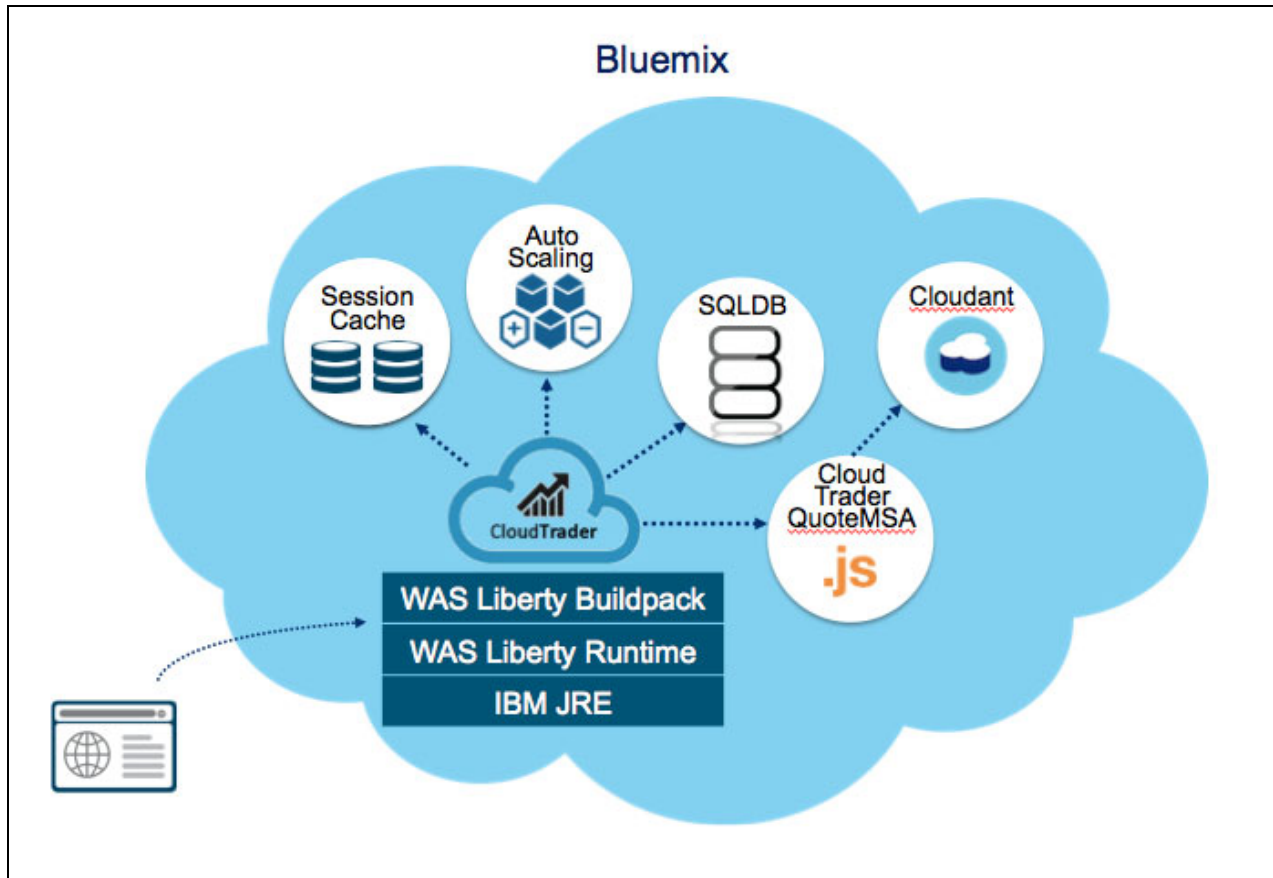 Bluemix
Auto
Scaling
Session
Cache
SQLDB
Cloudant
CloudTrader
Cloud
Trader
QuoteMSA
.js
WAS Liberty Buildpack
WAS Liberty Runtime
IBM JRE